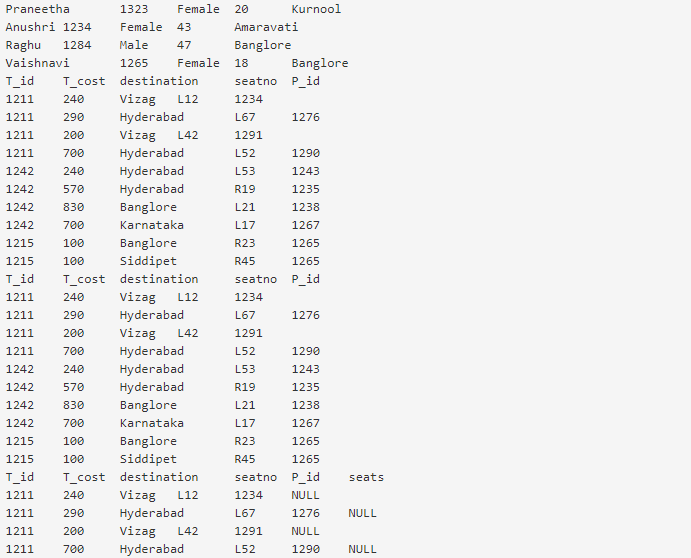 Praneetha 1323 Female 20 Kurnool
Anushri 1234 Female 43 Amaravati
Raghu 1284 Male 47 Banglore
Vaishnavi 1265 Female 18 Banglore
T_id T_cost destination seatno P_id
1211 240 Vizag L12 1234
1211 290 Hyderabad L67 1276
1211 200 Vizag L42 1291
1211 700 Hyderabad L52 1290
1242 240 Hyderabad L53 1243
1242 570 Hyderabad R19 1235
1242 830 Banglore L21 1238
1242 700 Karnataka L17 1267
1215 100 Banglore R23 1265
1215 100 Siddipet R45 1265
T_id T_cost destination seatno P_id
1211 240 Vizag L12 1234
1211 290 Hyderabad L67 1276
1211 200 Vizag L42 1291
1211 700 Hyderabad L52 1290
1242 240 Hyderabad L53 1243
1242 570 Hyderabad R19 1235
1242 830 Banglore L21 1238
1242 700 Karnataka L17 1267
1215 100 Banglore R23 1265
1215 100 Siddipet R45 1265
T_id T_cost destination seatno P_id seats
1211 240 Vizag L12 1234 NULL
1211 290 Hyderabad L67 1276 NULL
1211 200 Vizag L42 1291 NULL
1211 700 Hyderabad L52 1290 NULL